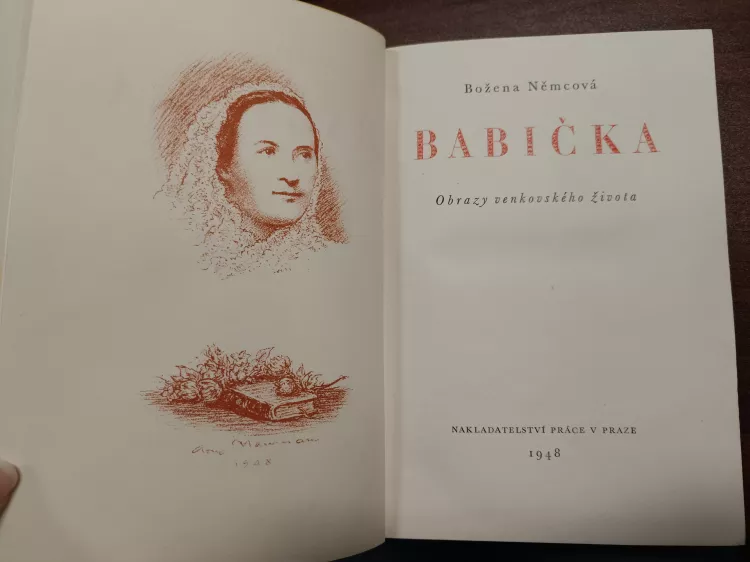 1948
Božena Němcová
BABIČKA
Obrazy venkovského života
NAKLADATELSTVÍ PRÁCE V PRAZE
1948